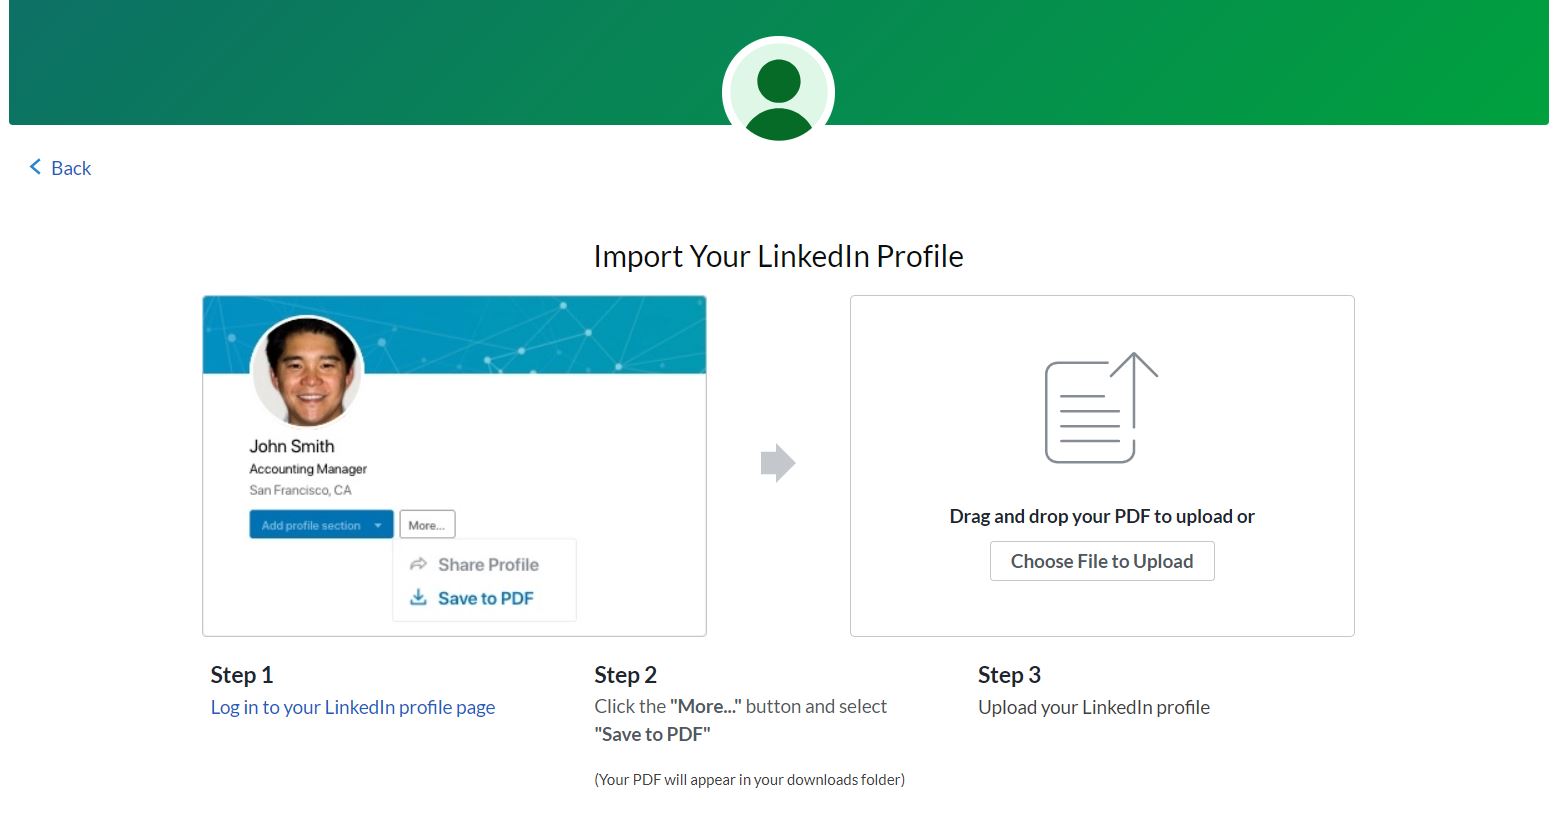 Back
Import Your LinkedIn Profile
John Smith
Accounting Manager
San Francisco, CA
Add profile section
More...
Share Profile
Save to PDF
Drag and drop your PDF to upload or
Choose File to Upload
Step 1
Log in to your LinkedIn profile page
Step 2
Click the "More..." button and select
"Save to PDF"
(Your PDF will appear in your downloads folder)
Step 3
Upload your LinkedIn profile